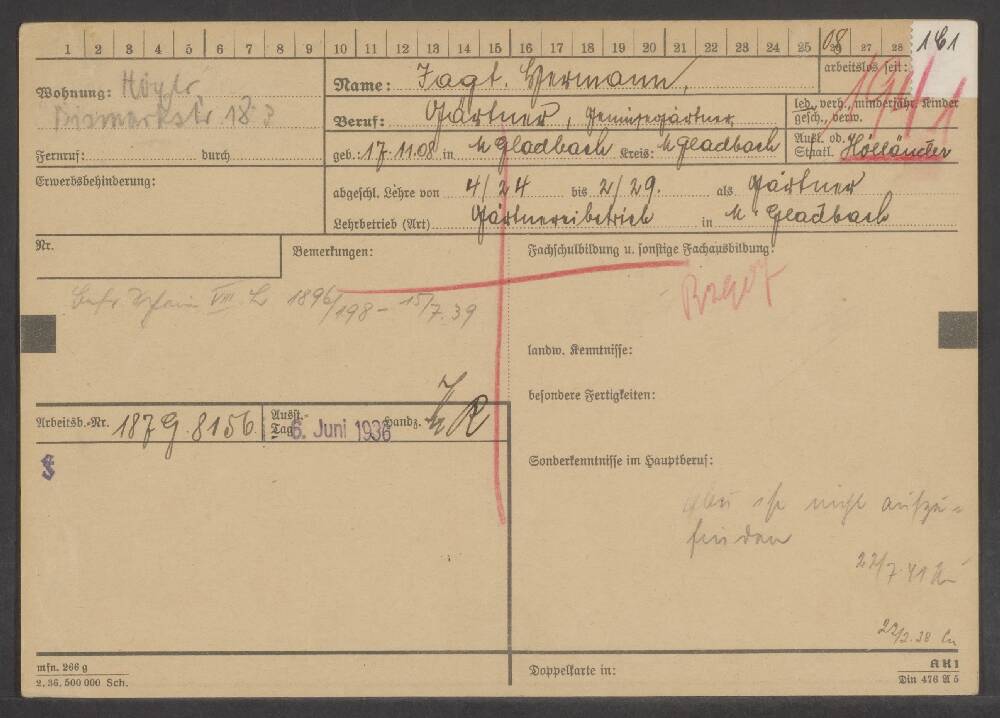 1 2 3 4 5 6 7 8 9 10 11 12 13 14 15 16 17 18 19 20 21 22 23 24 25 26 27 28
08
161
Wohnung:
Bismarkstr. 18
Fernruf: durch
Name: Jagt. Hermann,
Beruf: Gärtner, Gemüsegärtner
geb.: 17.11.08 in M Gladbach Kreis: M Gladbach
arbeitslos seit:
led., verh., minderjähr. Kinder
gesch., verw.
Ausl. od.
Staatl. Holländer
Erwerbsbehinderung:
abgeschl. Lehre von 4/24 bis 2/29. als Gärtner
Lehrbetrieb (Art) Gärtnereibetrieb in M. Gladbach
Nr.
Bemerkungen:
Fachschulbildung u. sonstige Fachausbildung:
VIII 1896/198 - 15/7.39
landw. Kenntnisse:
besondere Fertigkeiten:
Arbeitsb.-Nr. 187 G. 8156
Ausst.-
Tag 6. Juni 1936 Handz.
Sonderkenntnisse im Hauptberuf:
nicht aufzu-
finden
22/7 41
mfn. 266 g
2. 36. 500 000 Sch.
Doppelkarte in:
AK1
Din 476 A 5